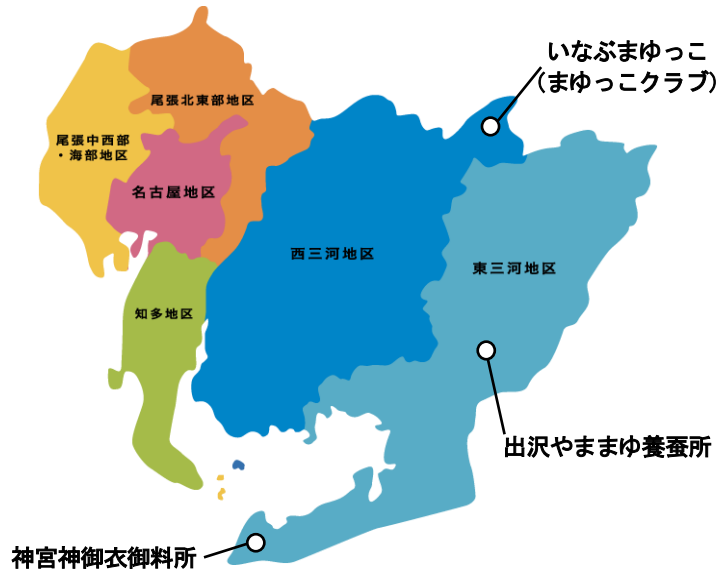 いなぶまゆっこ
(まゆっこクラブ)
尾張北東部地区
尾張中西部
・海部地区
名古屋地区
西三河地区
東三河地区
知多地区
出沢やままゆ養蚕所
神宮神御衣御料所